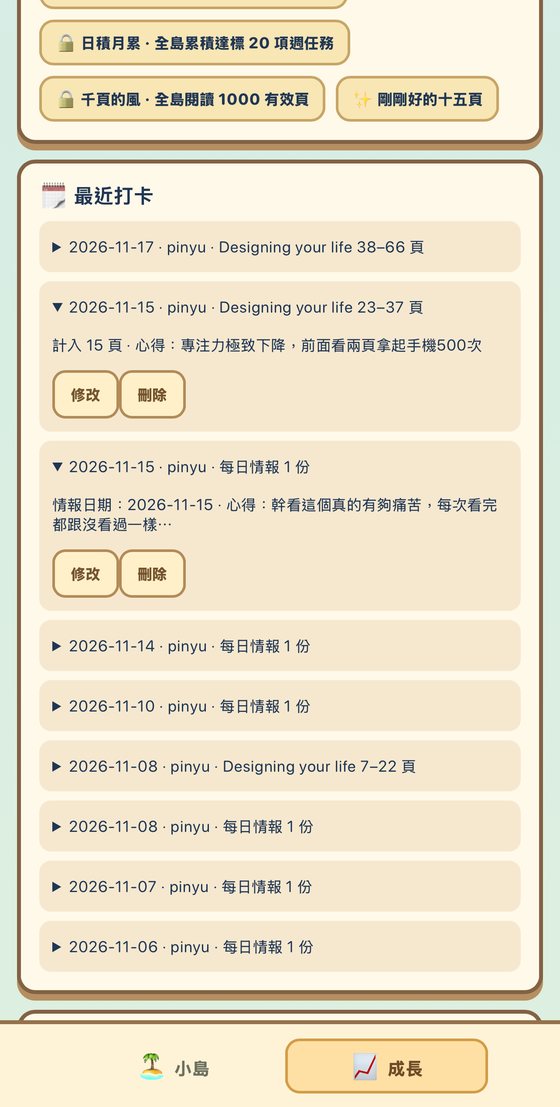 🔒 日積月累 · 全島累積達標 20 項週任務
🔒 千頁的風 · 全島閱讀 1000 有效頁
✨ 剛剛好的十五頁
🗓️ 最近打卡
▶ 2026-11-17 · pinyu · Designing your life 38–66 頁
▼ 2026-11-15 · pinyu · Designing your life 23–37 頁
計入 15 頁 · 心得：專注力極致下降，前面看兩頁拿起手機500次
修改
刪除
▼ 2026-11-15 · pinyu · 每日情報 1 份
情報日期：2026-11-15 · 心得：幹看這個真的有夠痛苦，每次看完
都跟沒看過一樣⋯
修改
刪除
▶ 2026-11-14 · pinyu · 每日情報 1 份
▶ 2026-11-10 · pinyu · 每日情報 1 份
▶ 2026-11-08 · pinyu · Designing your life 7–22 頁
▶ 2026-11-08 · pinyu · 每日情報 1 份
▶ 2026-11-07 · pinyu · 每日情報 1 份
▶ 2026-11-06 · pinyu · 每日情報 1 份
🏝️ 小島
📈 成長